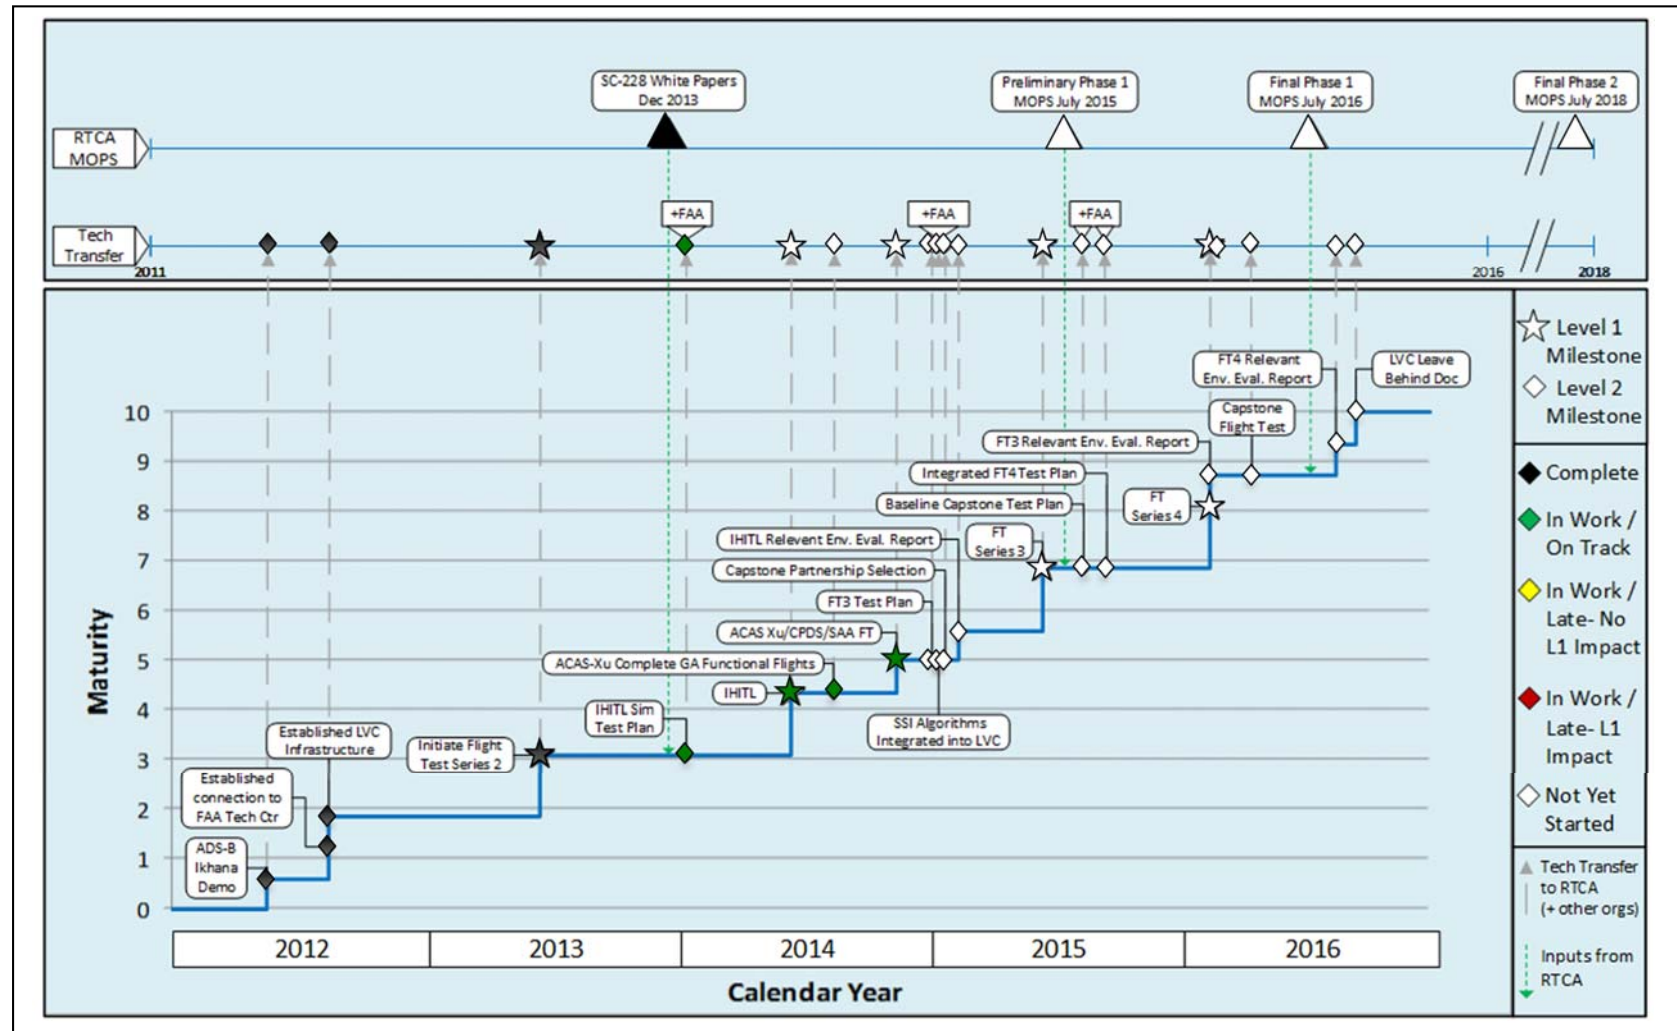 SC-228 White Papers
Dec 2013
Preliminary Phase 1
MOPS July 2015
Final Phase 1
MOPS July 2016
Final Phase 2
MOPS July 2018
RTCA
MOPS
+FAA
+FAA
+FAA
Tech
Transfer
2011
2016
2018
Level 1
Milestone
Level 2
Milestone
Complete
In Work /
On Track
In Work /
Late- No
L1 Impact
In Work /
Late- L1
Impact
Not Yet
Started
Tech Transfer
to RTCA
(+ other orgs)
Inputs from
RTCA
FT4 Relevant
Env. Eval. Report
LVC Leave
Behind Doc
Capstone
Flight Test
FT3 Relevant Env. Eval. Report
Integrated FT4 Test Plan
Baseline Capstone Test Plan
FT
Series 4
FT
Series 3
IHITL Relevent Env. Eval. Report
Capstone Partnership Selection
FT3 Test Plan
ACAS Xu/CPDS/SAA FT
ACAS-Xu Complete GA Functional Flights
IHITL
SSI Algorithms
Integrated into LVC
IHITL Sim
Test Plan
Initiate Flight
Test Series 2
Established LVC
Infrastructure
Established
connection to
FAA Tech Ctr
ADS-B
Ikhana
Demo
Maturity
10
9
8
7
6
5
4
3
2
1
0
2012
2013
2014
2015
2016
Calendar Year